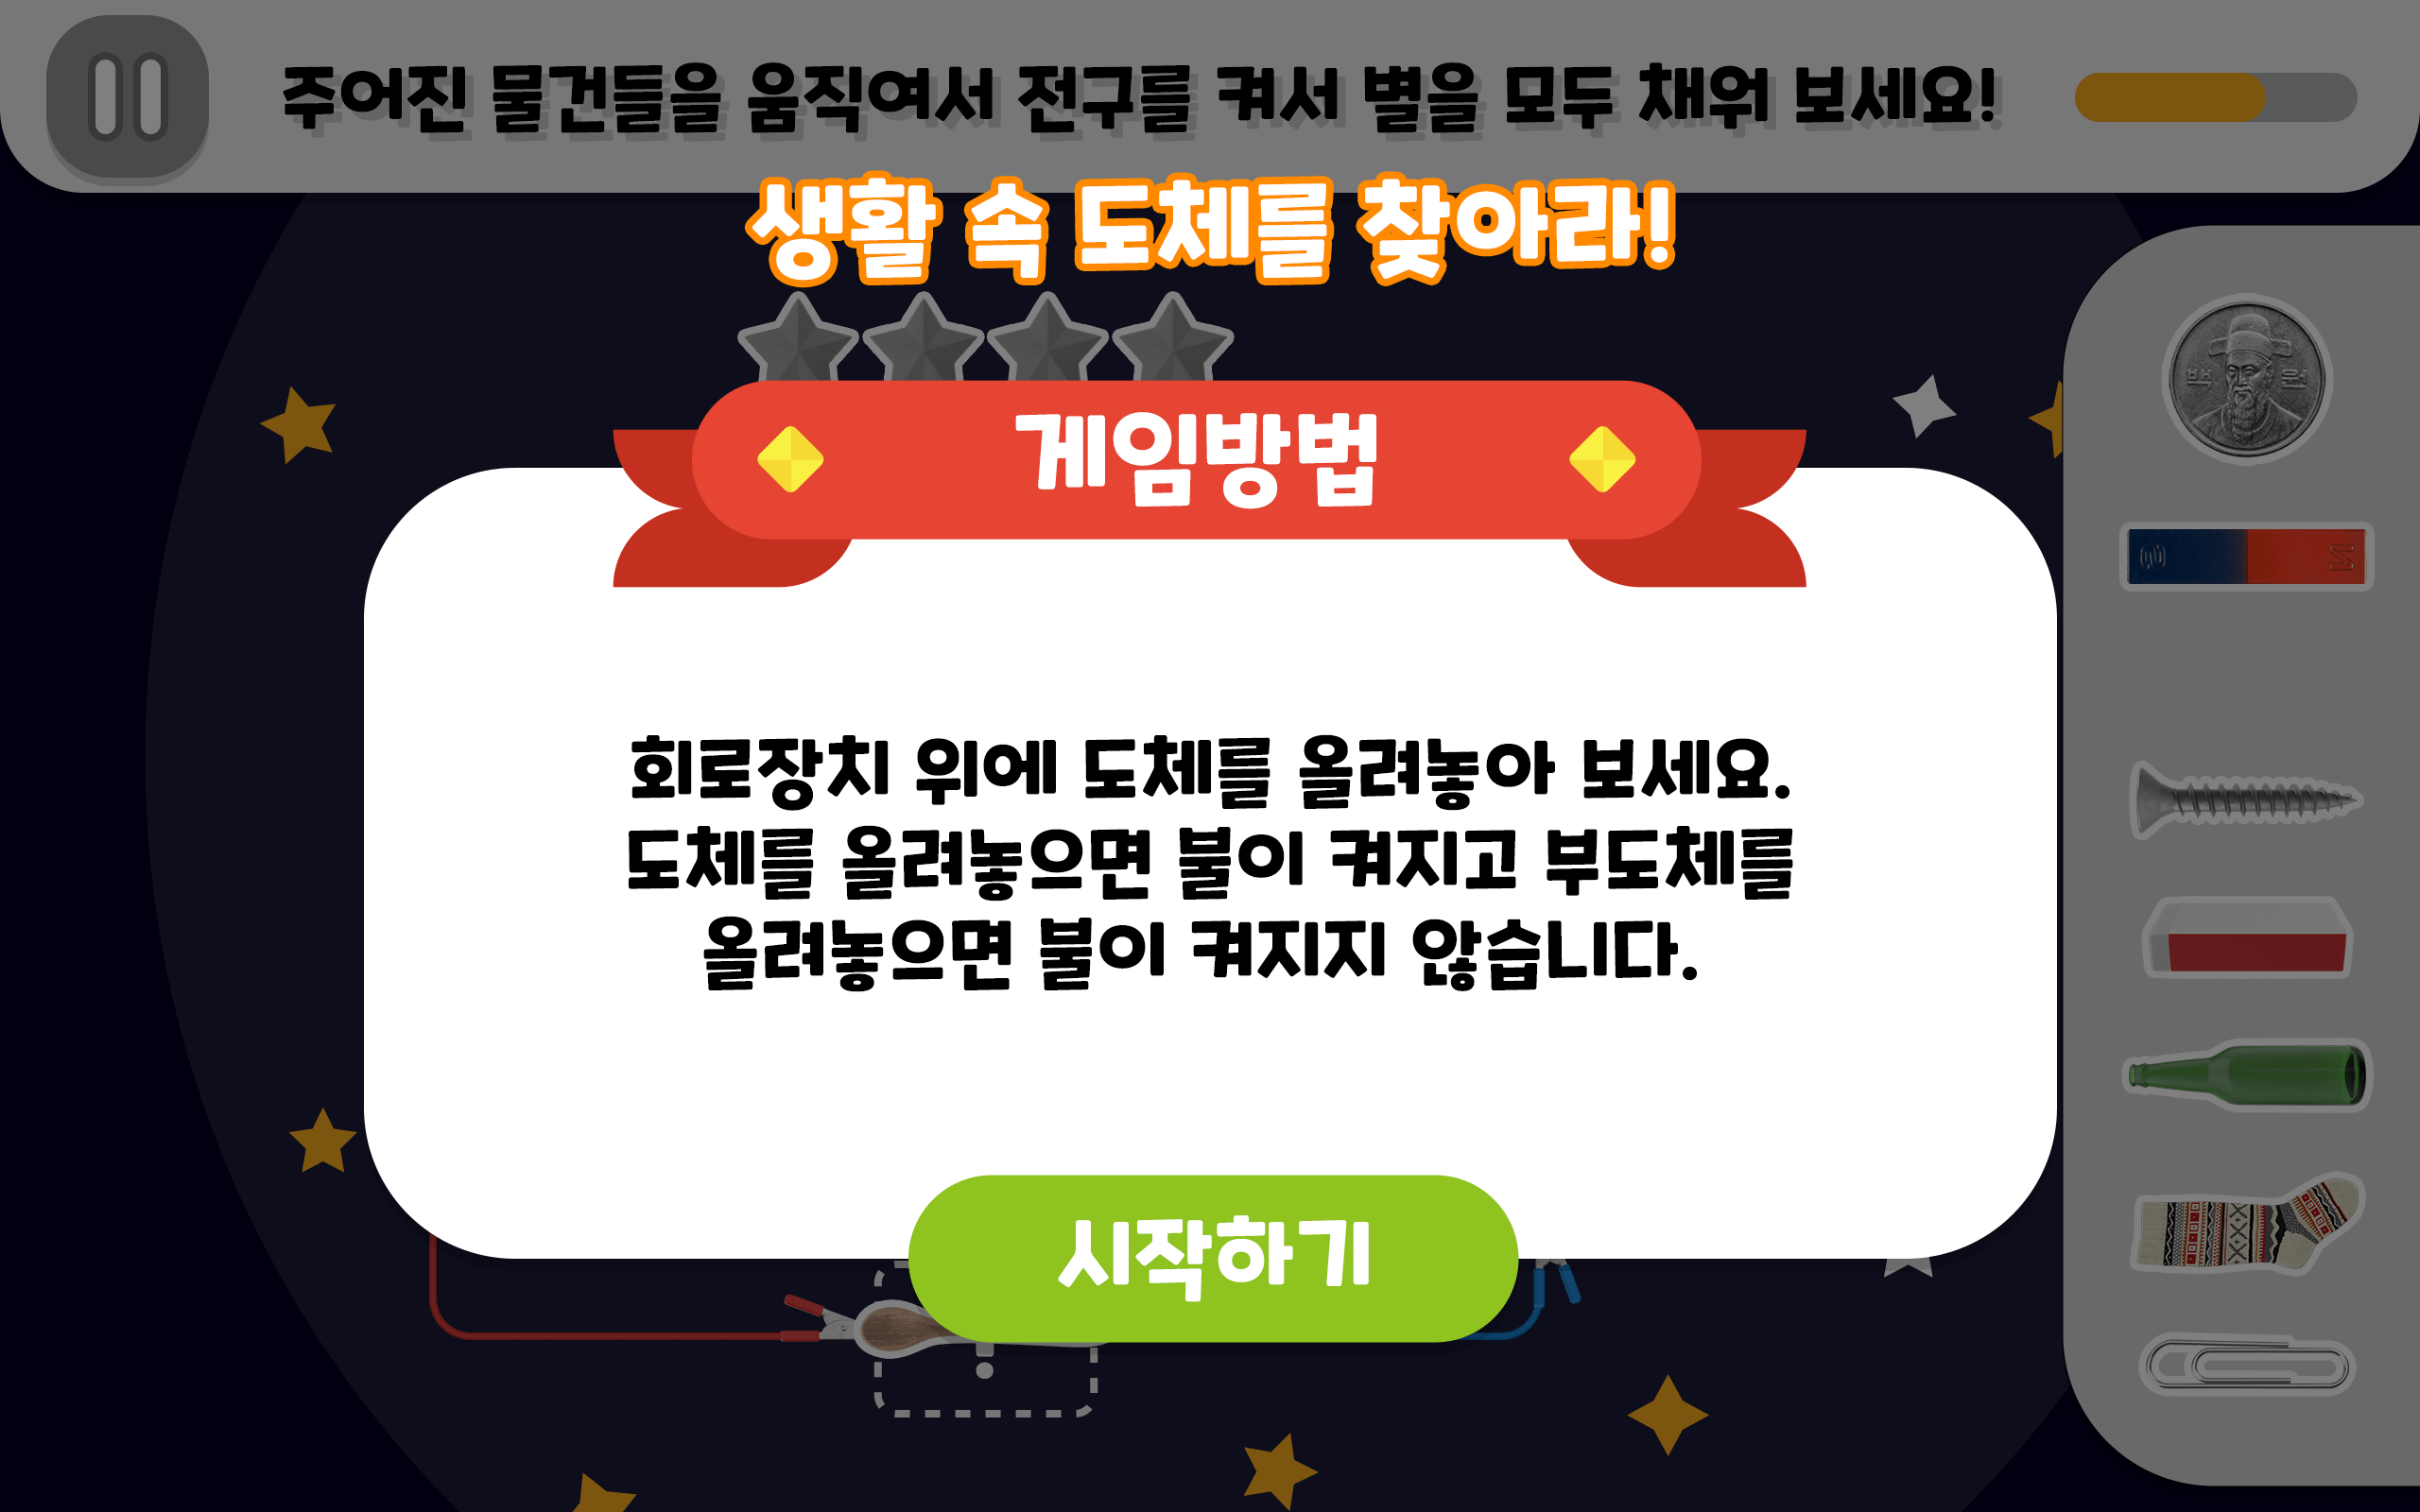 주어진 물건들을 움직여서 전구를 켜서 별을 모두 채워 보세요!
생활 속 도체를 찾아라!
게임방법
회로장치 위에 도체를 올려놓아 보세요.
도체를 올려놓으면 불이 켜지고 부도체를
올려놓으면 불이 켜지지 않습니다.
시작하기
백 원
S N